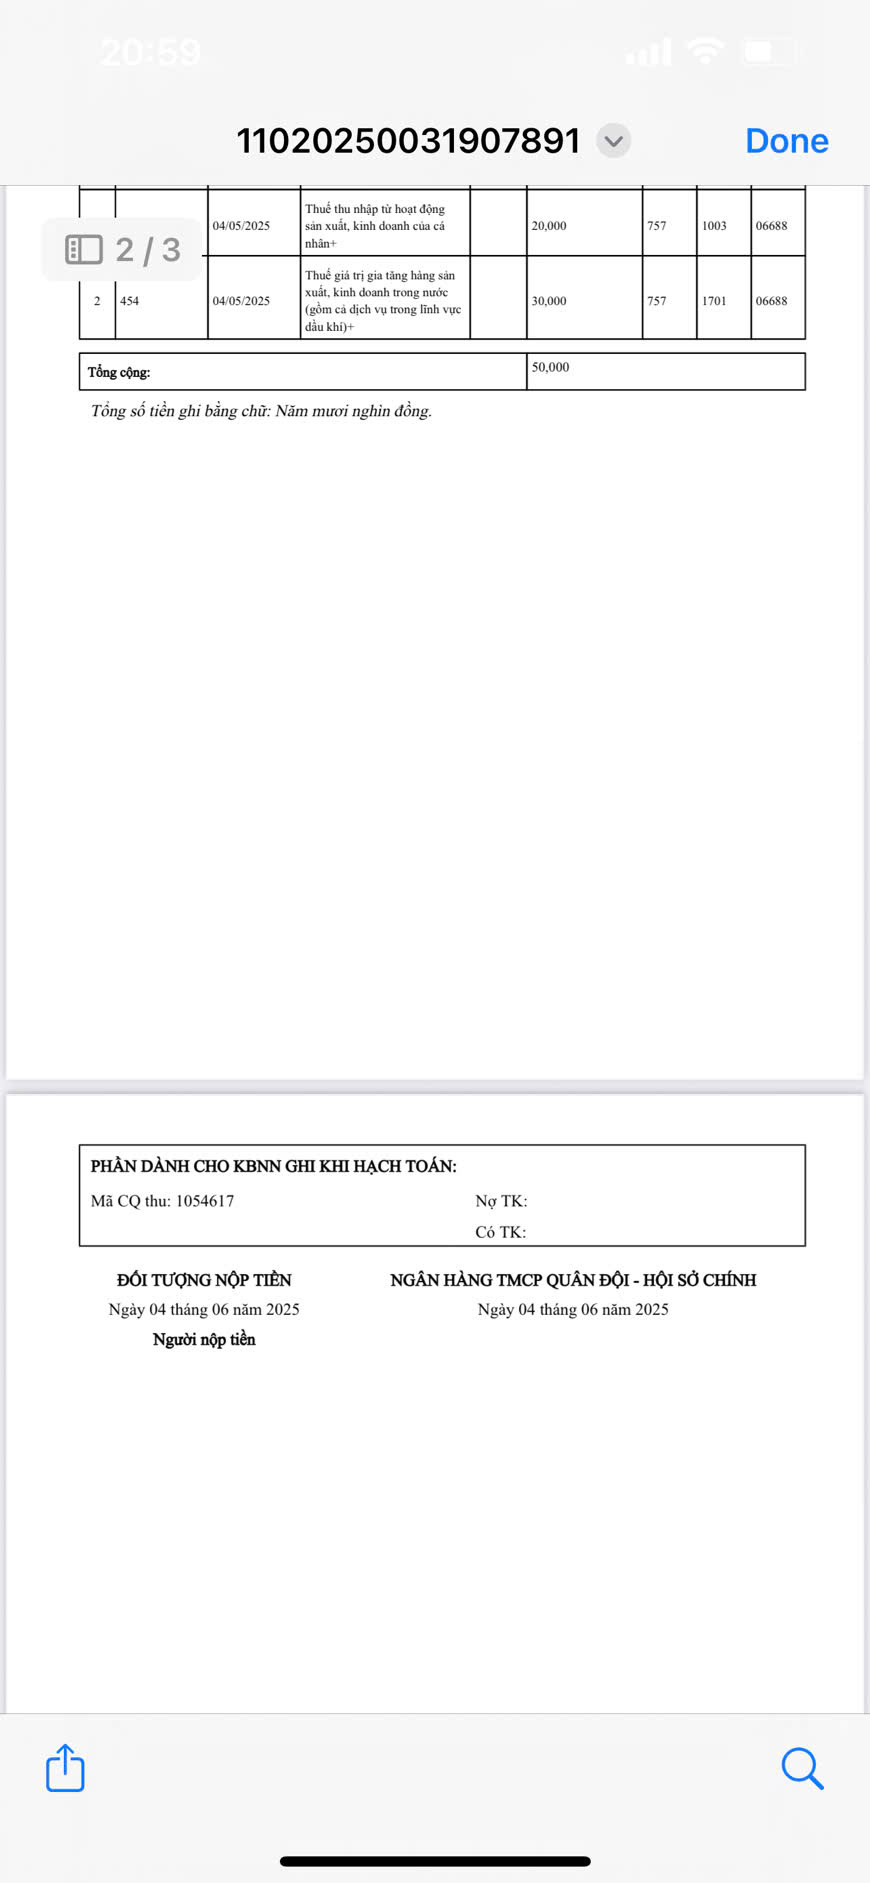 20:59
11020250031907891
Done
2 / 3
04/05/2025
Thuế thu nhập từ hoạt động
sản xuất, kinh doanh của cá
nhân+
20,000
757
1003
06688
2
454
04/05/2025
Thuế giá trị gia tăng hàng sản
xuất, kinh doanh trong nước
(gồm cả dịch vụ trong lĩnh vực
dầu khí)+
30,000
757
1701
06688
Tổng cộng:
50,000
Tổng số tiền ghi bằng chữ: Năm mươi nghìn đồng.
PHẦN DÀNH CHO KBNN GHI KHI HẠCH TOÁN:
Mã CQ thu: 1054617
Nợ TK:
Có TK:
ĐỐI TƯỢNG NỘP TIỀN
NGÂN HÀNG TMCP QUÂN ĐỘI - HỘI SỞ CHÍNH
Ngày 04 tháng 06 năm 2025
Ngày 04 tháng 06 năm 2025
Người nộp tiền